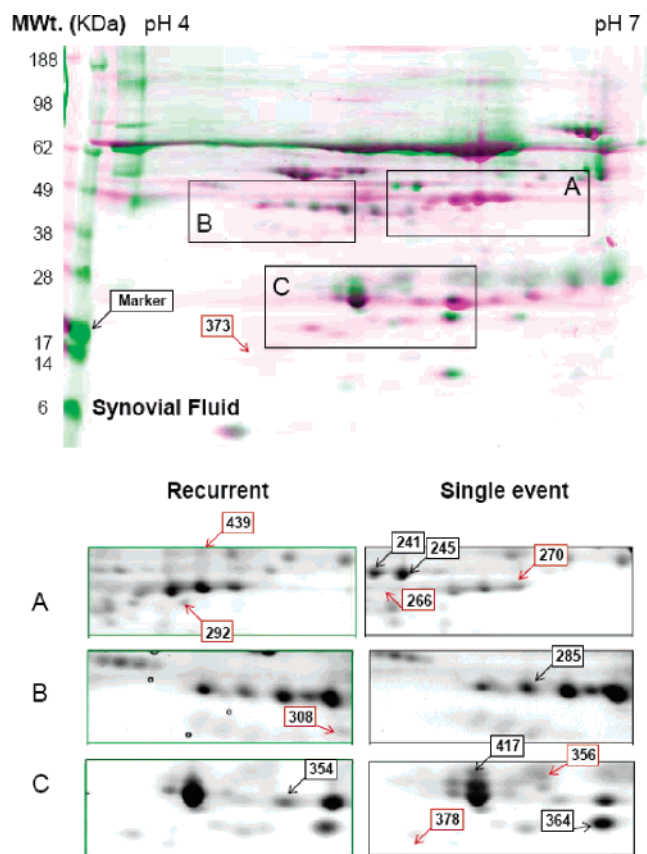 MWt. (KDa) pH 4 pH 7
188
98
62
49
A
B
38
28
C
Marker
373
17
14
6
Synovial Fluid
Recurrent Single event
439
241 245 270
A
266
292
B
285
308
C
417
354 356
378 364